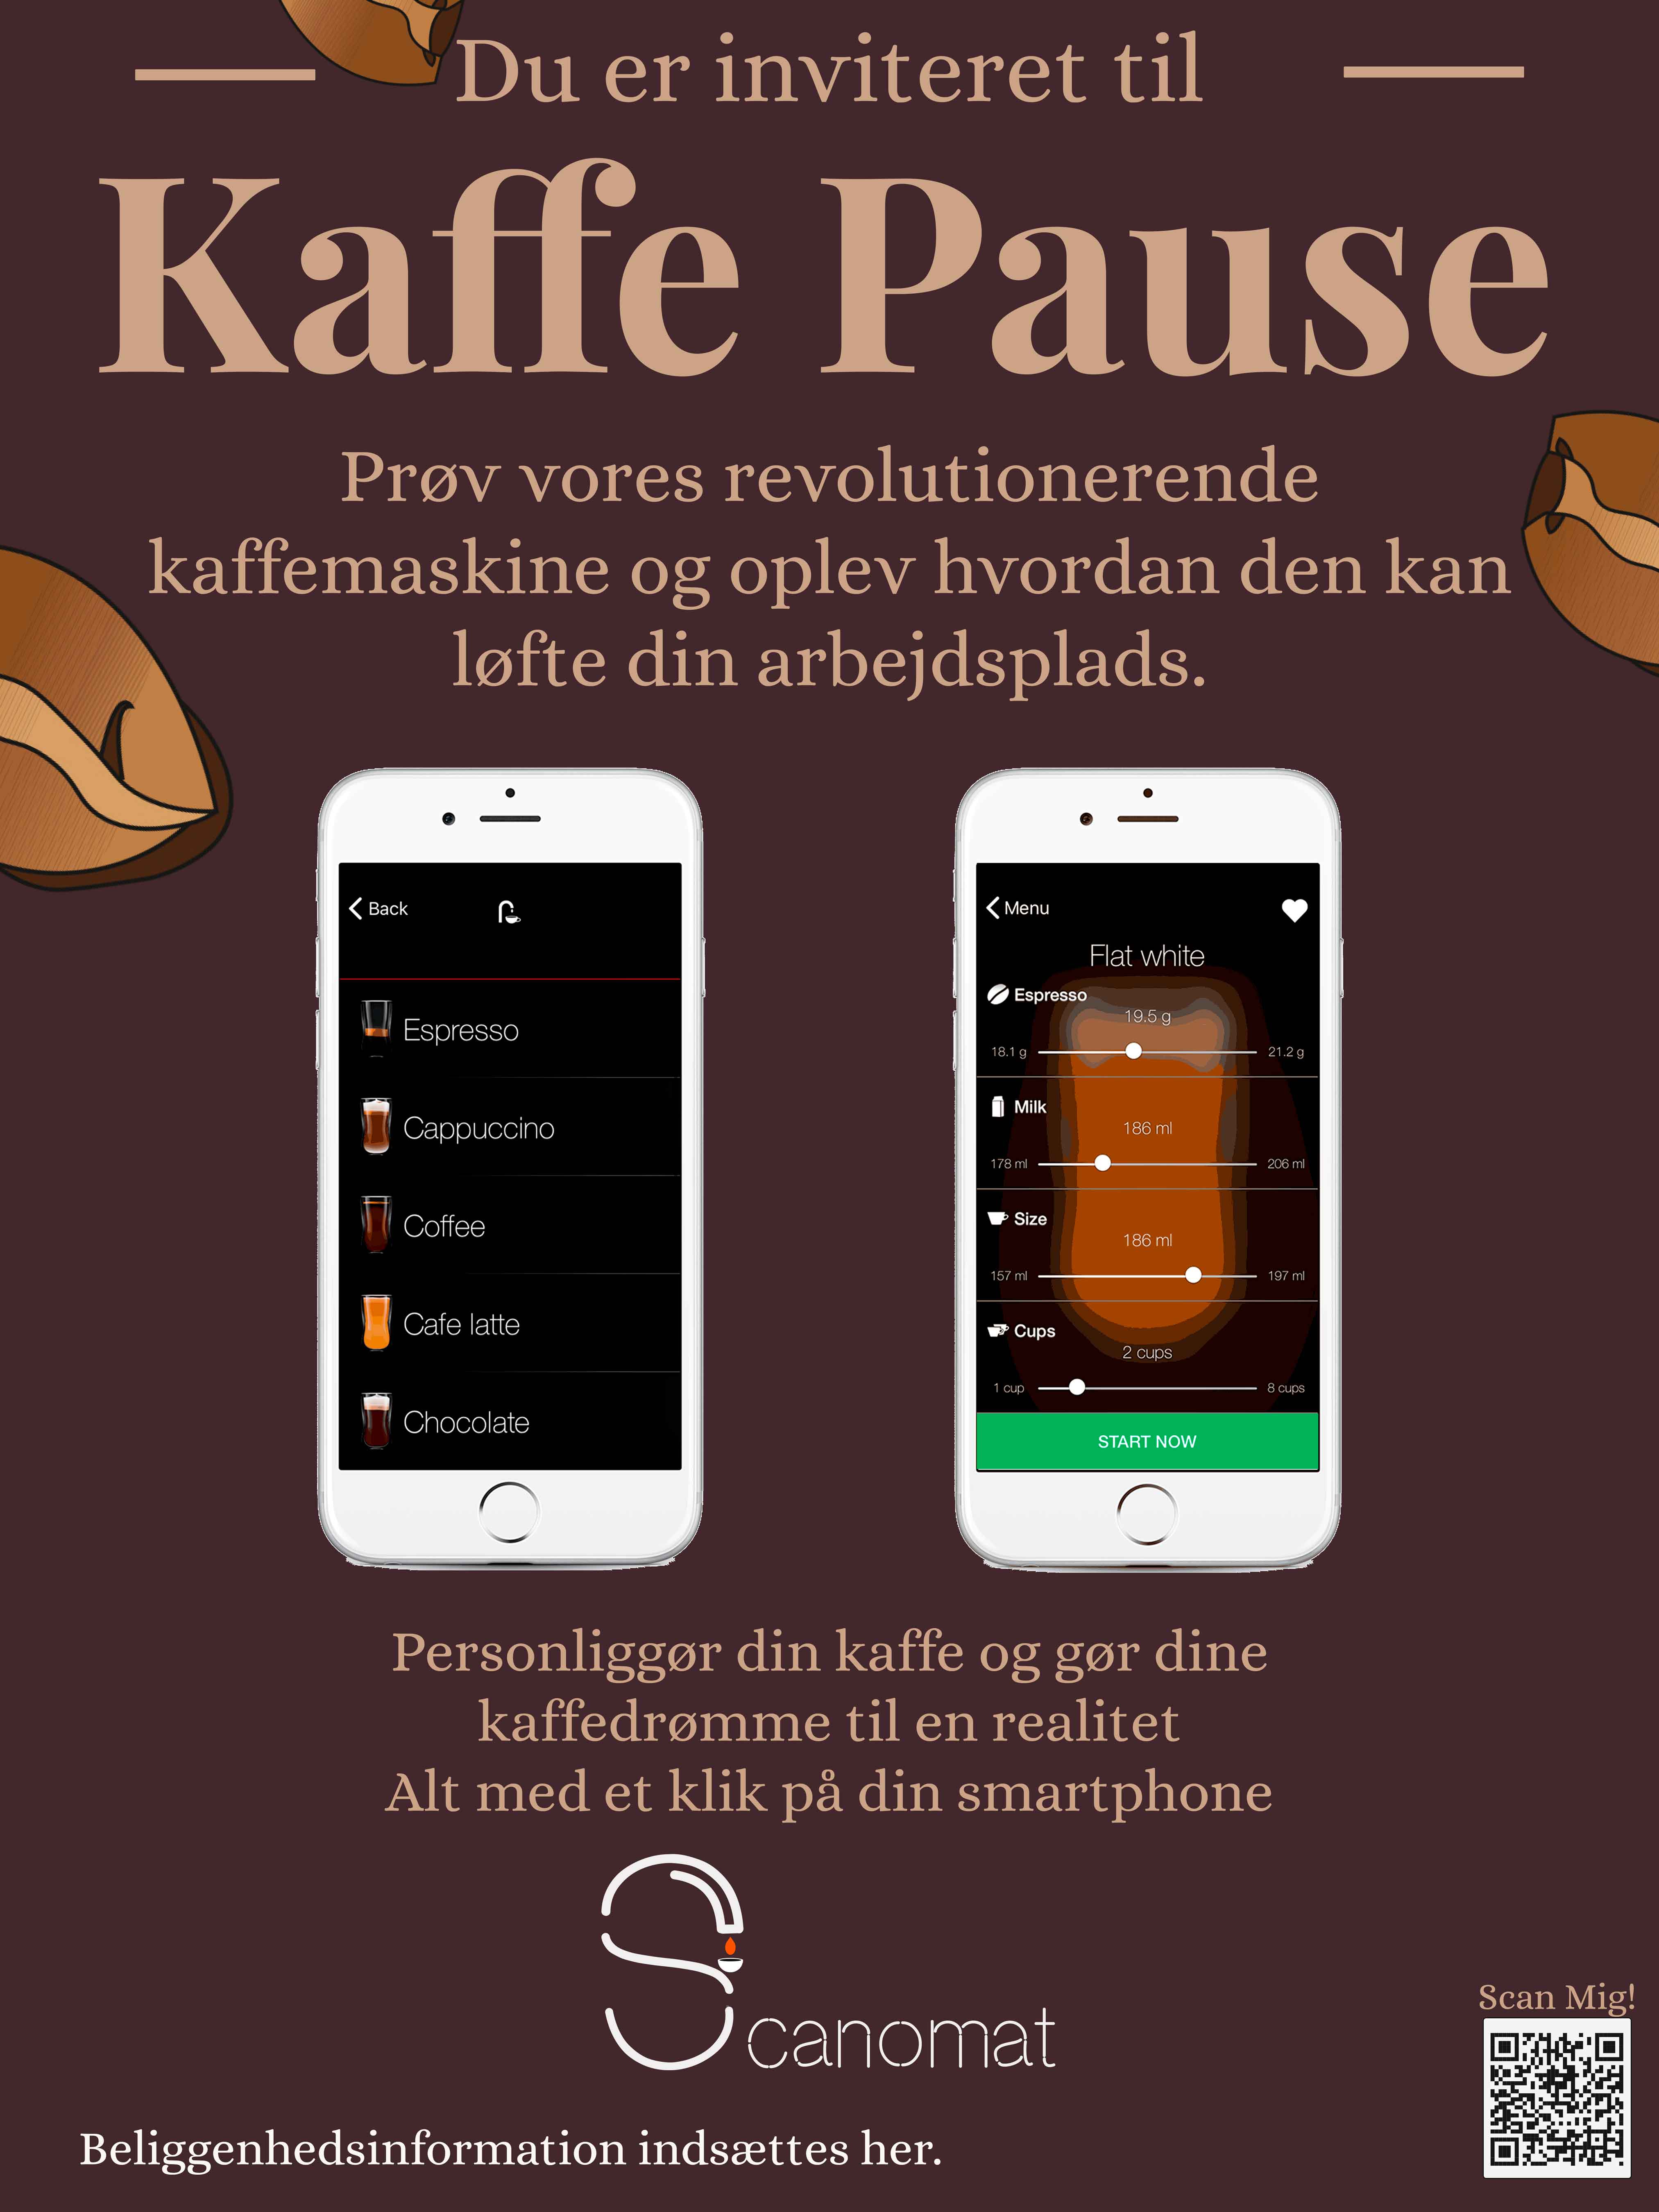 Du er inviteret til
Kaffe Pause
Prøv vores revolutionerende
kaffemaskine og oplev hvordan den kan
løfte din arbejdsplads.
Back
Espresso
Cappuccino
Coffee
Cafe latte
Chocolate
Menu
Flat white
Espresso
19.5 g
18.1 g 21.2 g
Milk
186 ml
178 ml 206 ml
Size
186 ml
157 ml 197 ml
Cups
2 cups
1 cup 8 cups
START NOW
Personliggør din kaffe og gør dine
kaffedrømme til en realitet
Alt med et klik på din smartphone
Scanomat
Scan Mig!
Beliggenhedsinformation indsættes her.